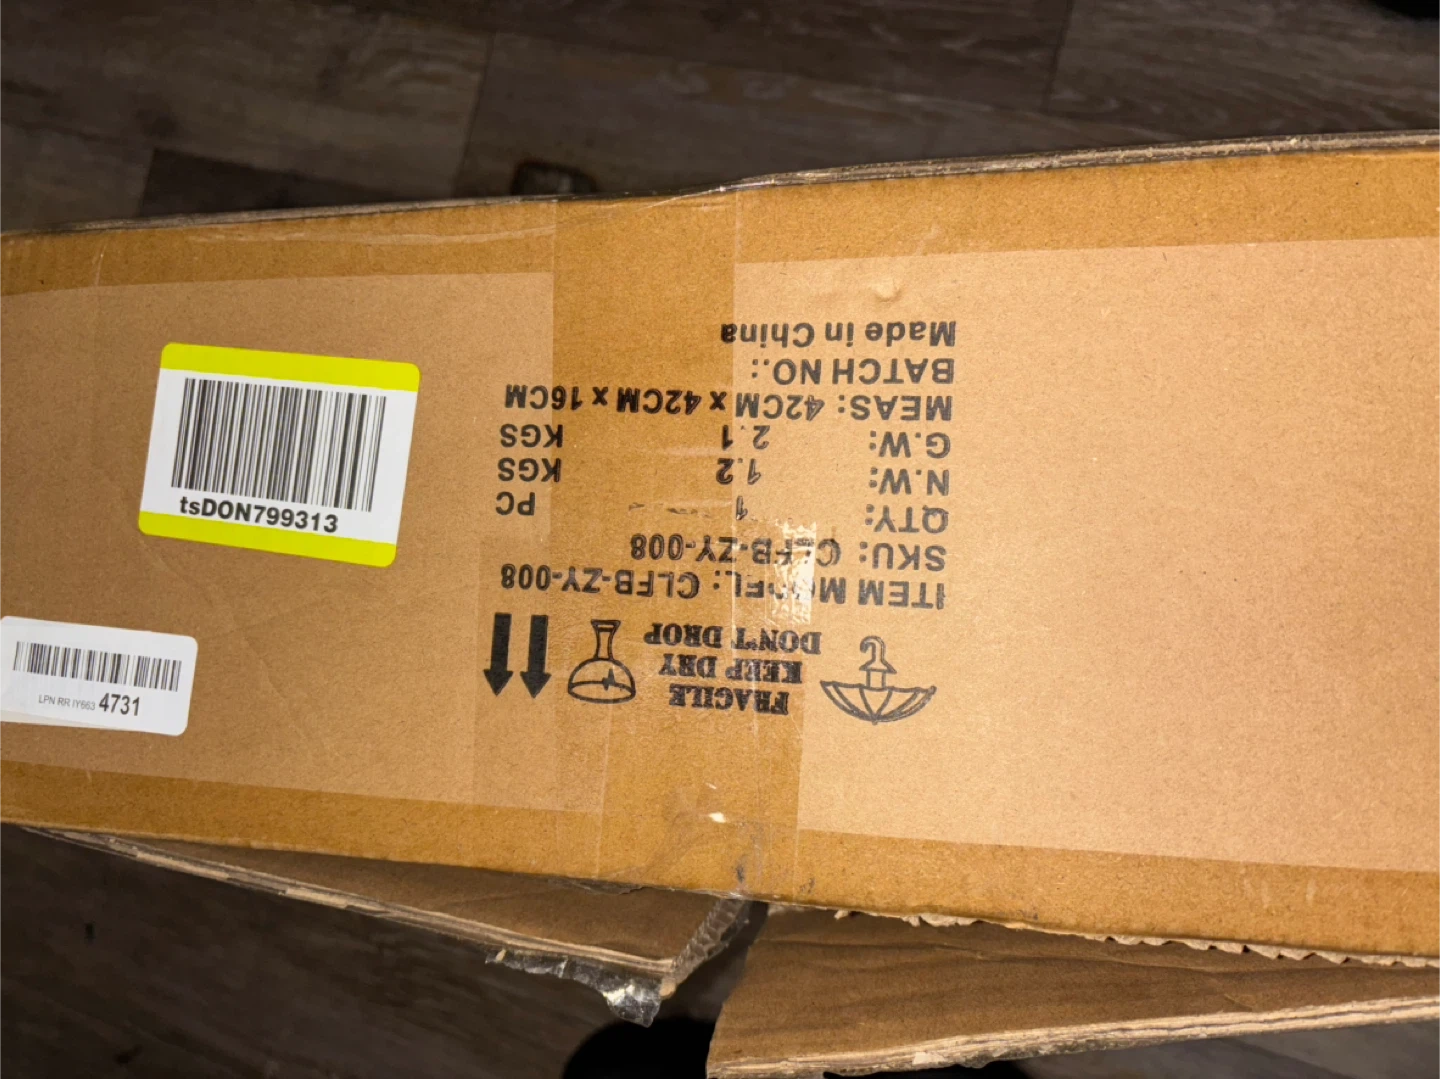 FRAGILE
KEEP DRY
DON'T DROP
ITEM MODEL: CLFB-ZY-008
SKU: CLFB-ZY-008
QTY: 1 PC
N.W: 1.2 KGS
G.W: 2.1 KGS
MEAS: 42CM x 42CM x 16CM
BATCH NO.:
Made in China
tsDON799313
LPN RR IY663 4731